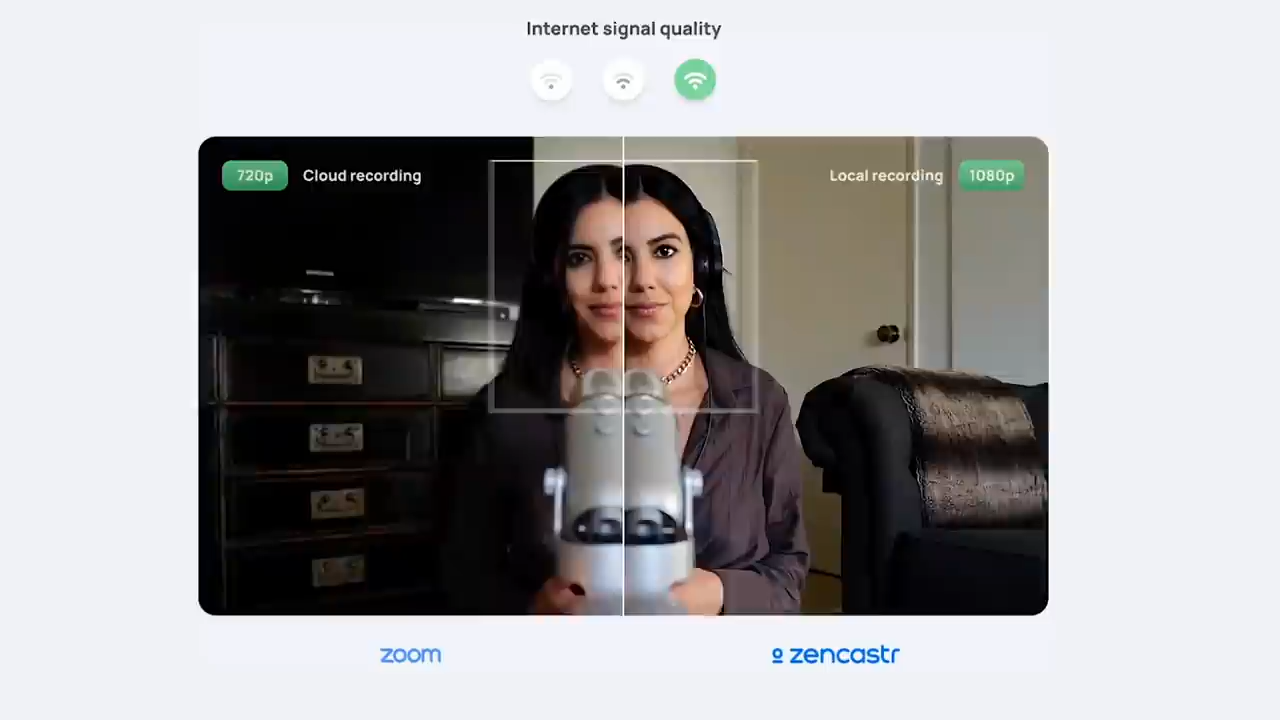 Internet signal quality
720p Cloud recording
Local recording 1080p
zoom
zencastr